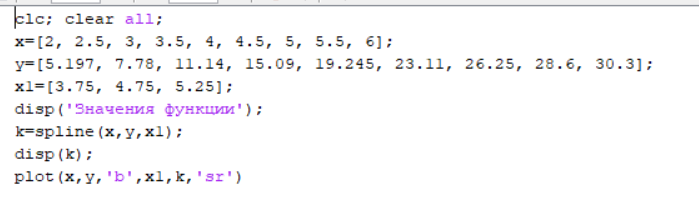 clc; clear all;
x=[2, 2.5, 3, 3.5, 4, 4.5, 5, 5.5, 6];
y=[5.197, 7.78, 11.14, 15.09, 19.245, 23.11, 26.25, 28.6, 30.3];
x1=[3.75, 4.75, 5.25];
disp('Значения функции');
k=spline(x,y,x1);
disp(k);
plot(x,y,'b',x1,k,'sr')